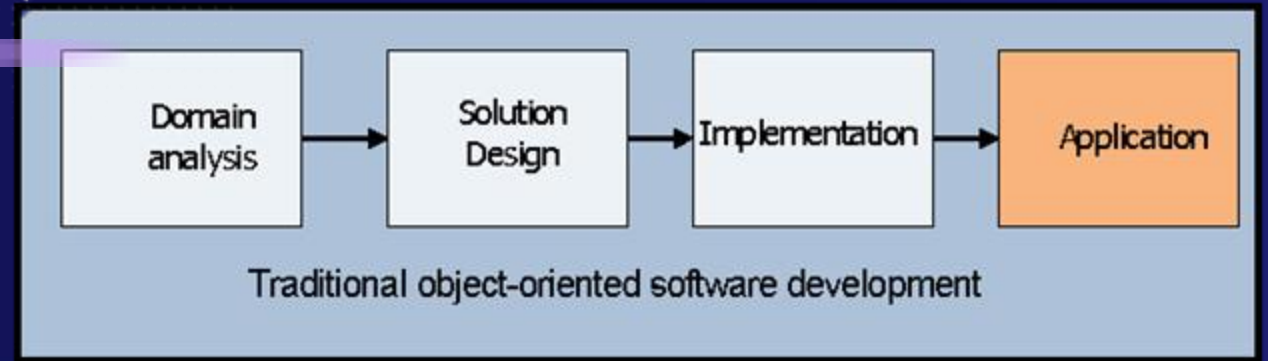 Domain
analysis
Solution
Design
Implementation
Application
Traditional object-oriented software development